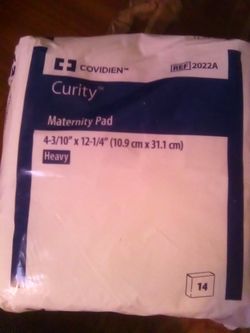 COVIDIEN™
REF 2022A
Curity™
Maternity Pad
4-3/10" x 12-1/4" (10.9 cm x 31.1 cm)
Heavy
14